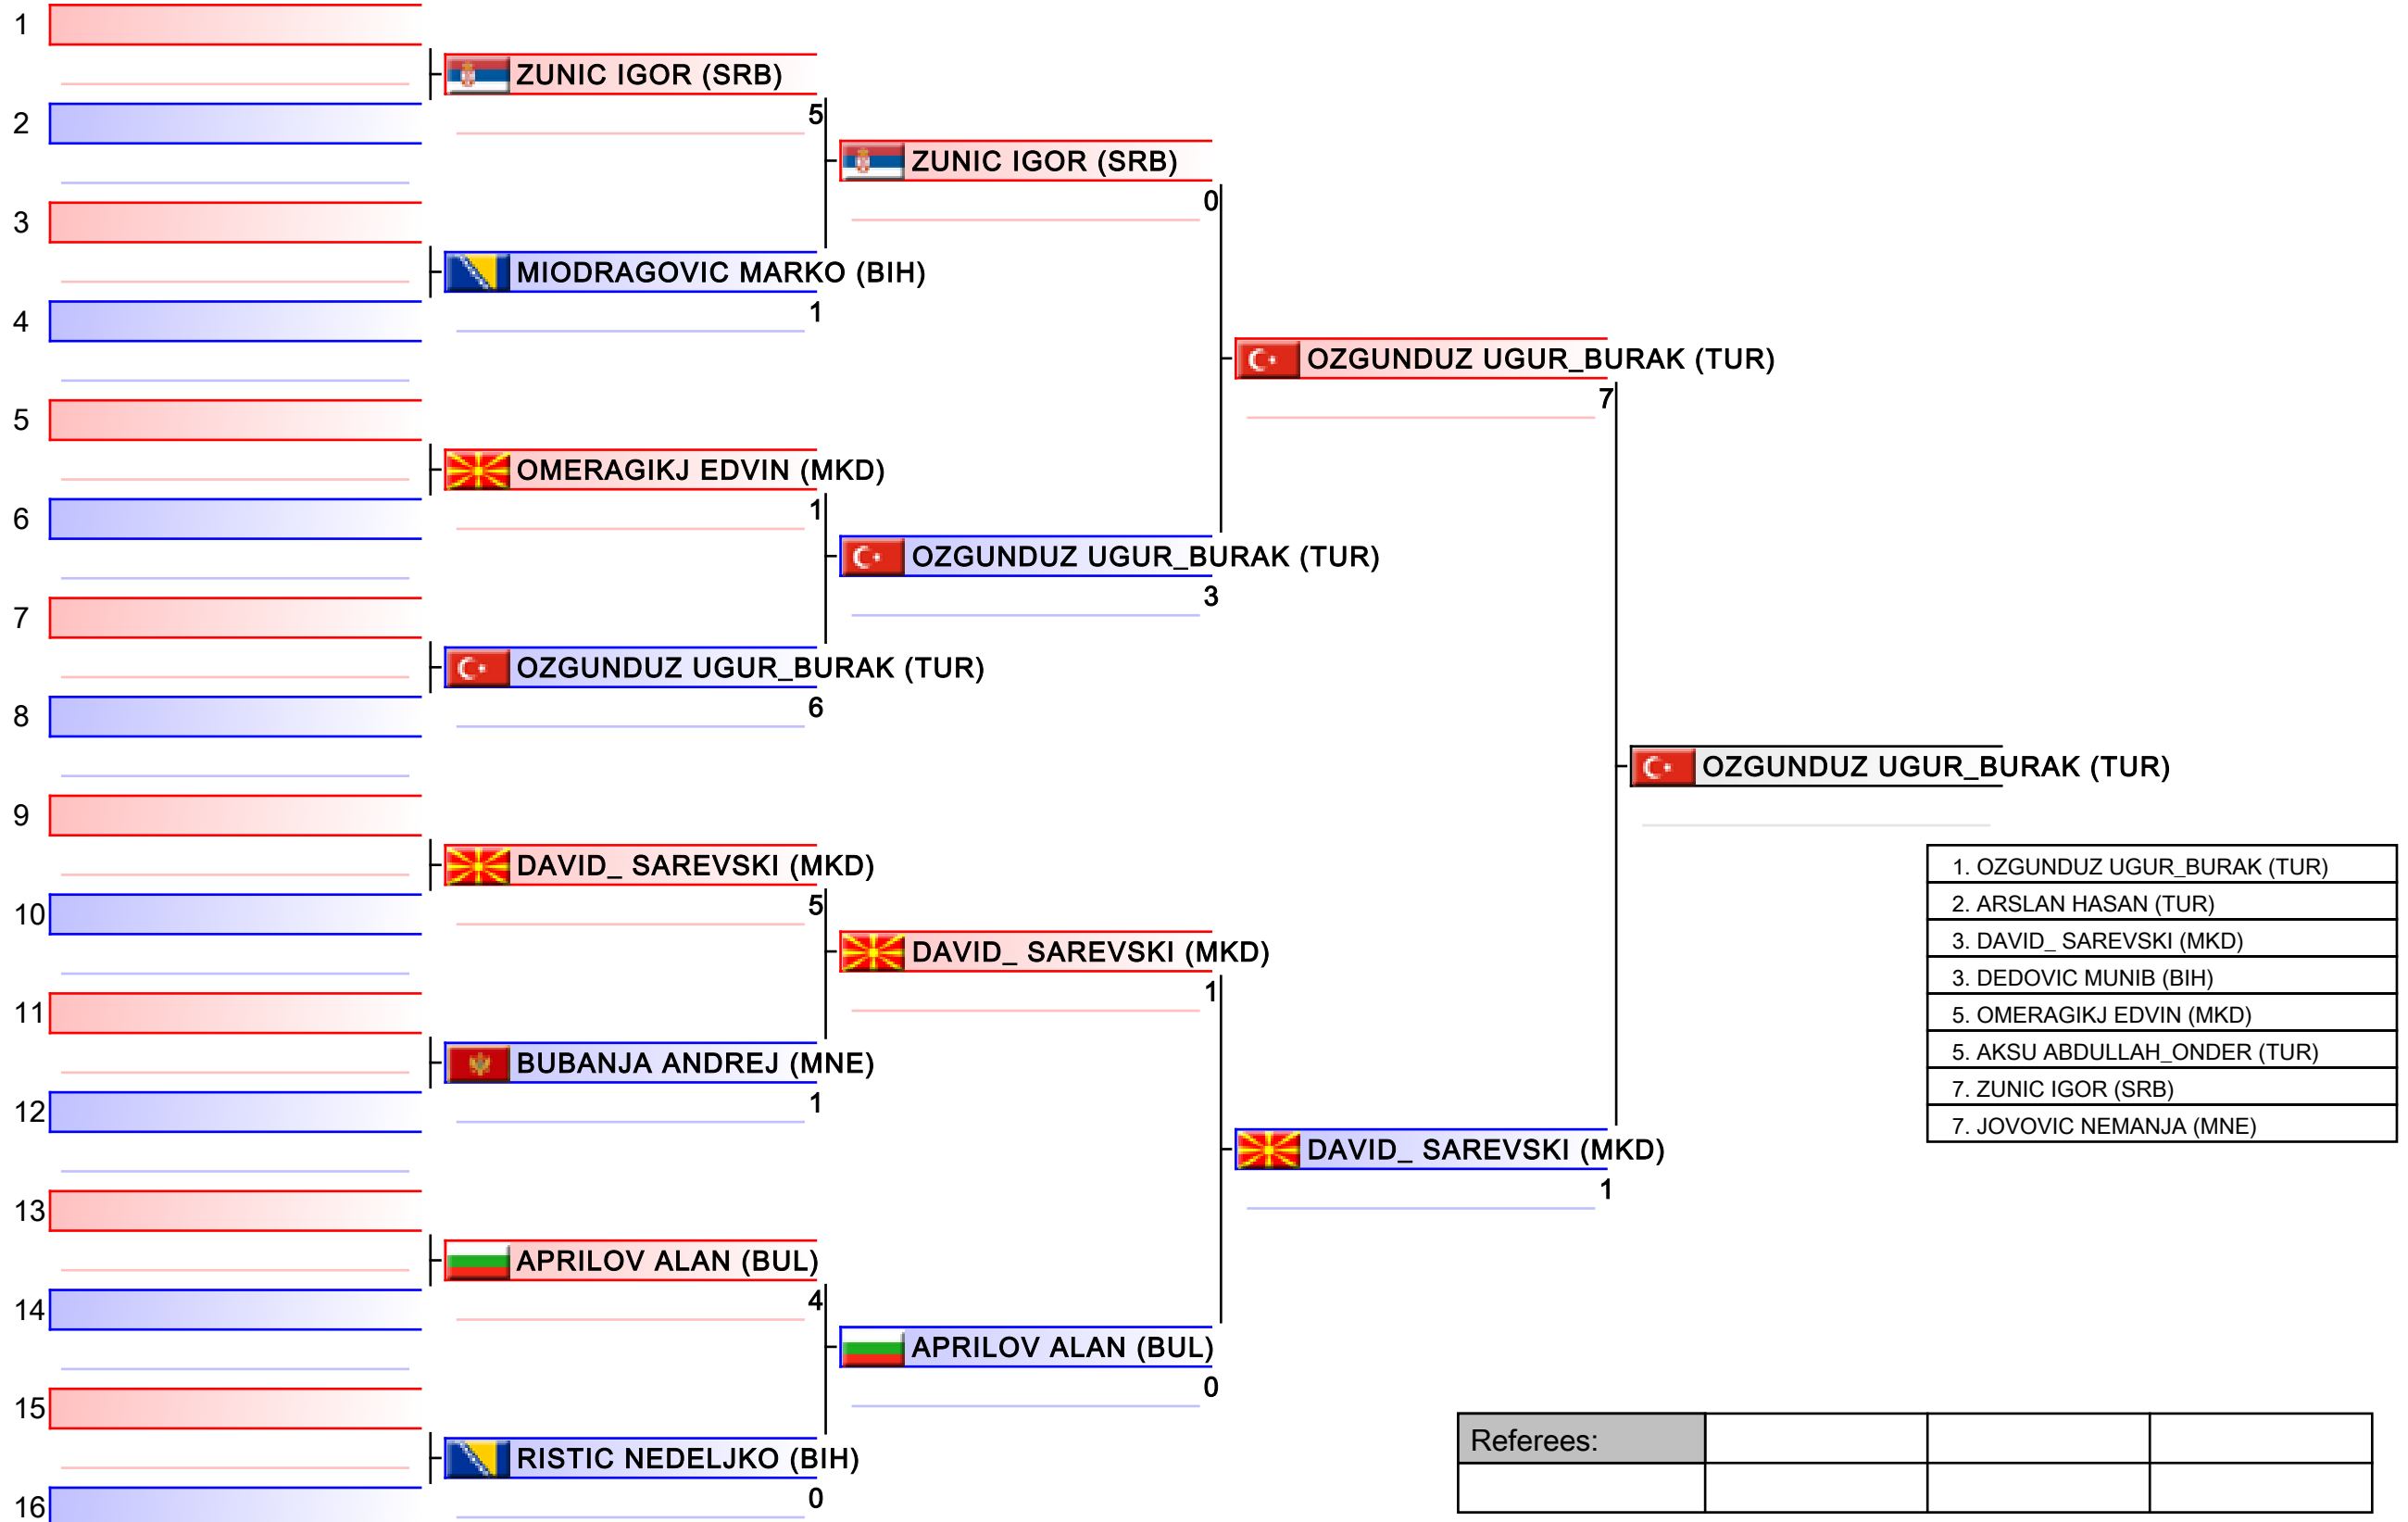 1
ZUNIC IGOR (SRB)
5
2
ZUNIC IGOR (SRB)
0
3
MIODRAGOVIC MARKO (BIH)
1
4
OZGUNDUZ UGUR_BURAK (TUR)
7
5
OMERAGIKJ EDVIN (MKD)
1
6
OZGUNDUZ UGUR_BURAK (TUR)
3
7
OZGUNDUZ UGUR_BURAK (TUR)
6
8
OZGUNDUZ UGUR_BURAK (TUR)
9
DAVID_ SAREVSKI (MKD)
5
10
DAVID_ SAREVSKI (MKD)
1
11
BUBANJA ANDREJ (MNE)
1
12
DAVID_ SAREVSKI (MKD)
1
13
APRILOV ALAN (BUL)
4
14
APRILOV ALAN (BUL)
0
15
RISTIC NEDELJKO (BIH)
0
16
1. OZGUNDUZ UGUR_BURAK (TUR)
2. ARSLAN HASAN (TUR)
3. DAVID_ SAREVSKI (MKD)
3. DEDOVIC MUNIB (BIH)
5. OMERAGIKJ EDVIN (MKD)
5. AKSU ABDULLAH_ONDER (TUR)
7. ZUNIC IGOR (SRB)
7. JOVOVIC NEMANJA (MNE)
Referees: